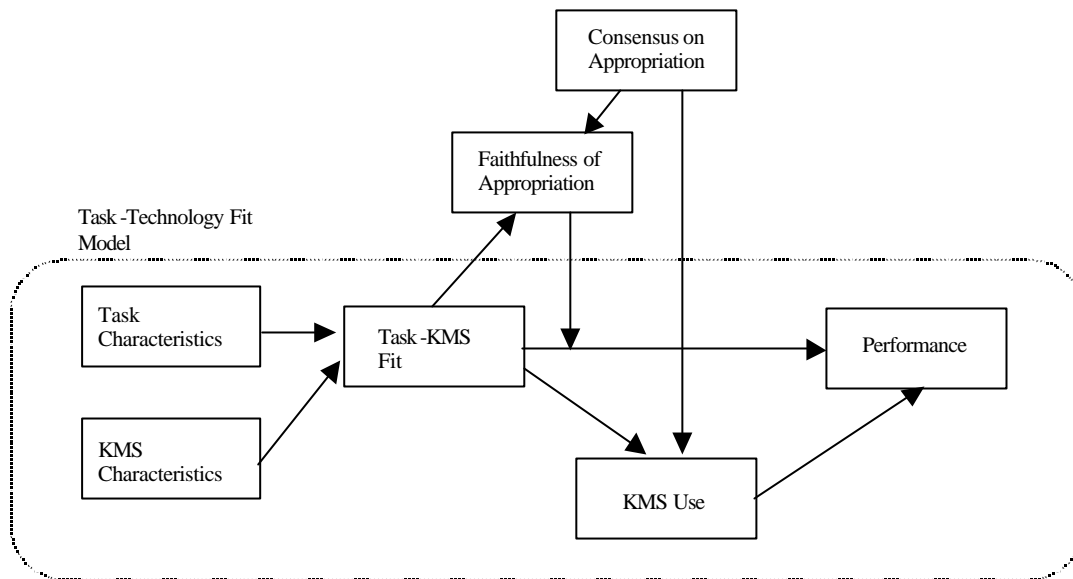 Consensus on
Appropriation
Faithfulness of
Appropriation
Task -Technology Fit
Model
Task
Characteristics
Task -KMS
Fit
Performance
KMS
Characteristics
KMS Use